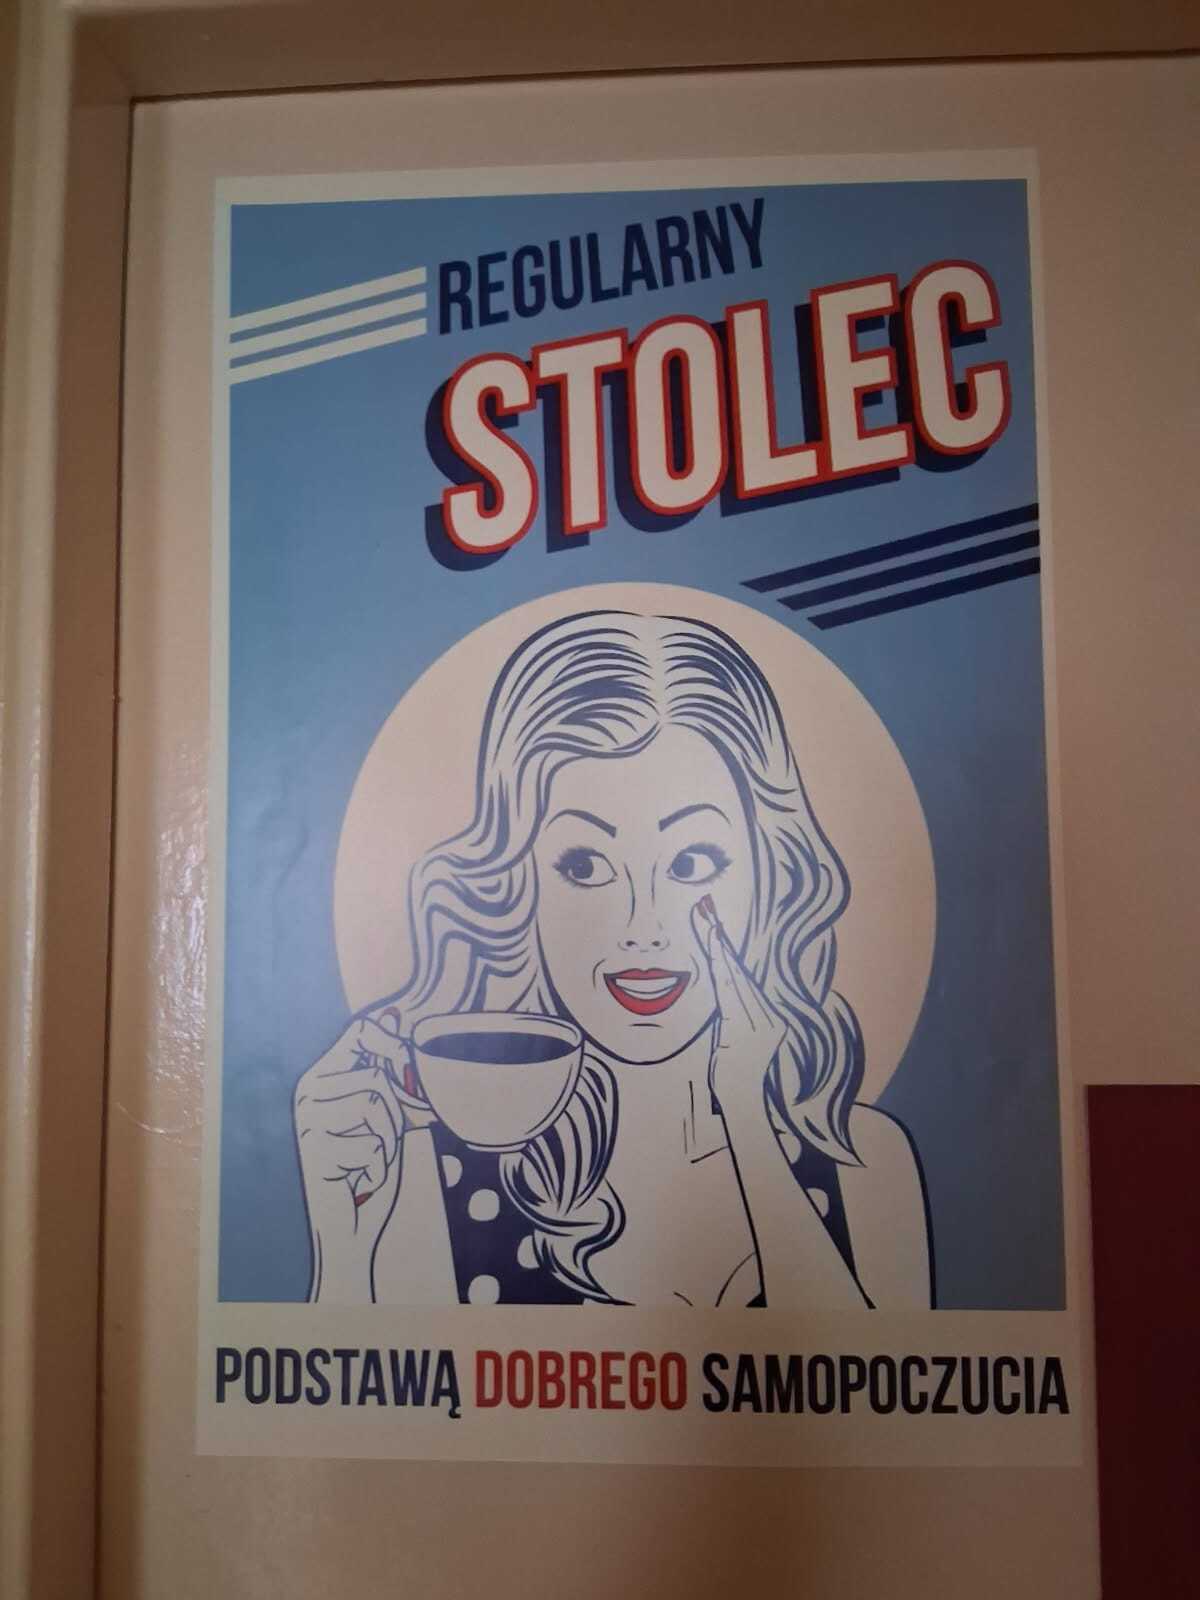 REGULARNY
STOLEC
PODSTAWĄ DOBREGO SAMOPOCZUCIA